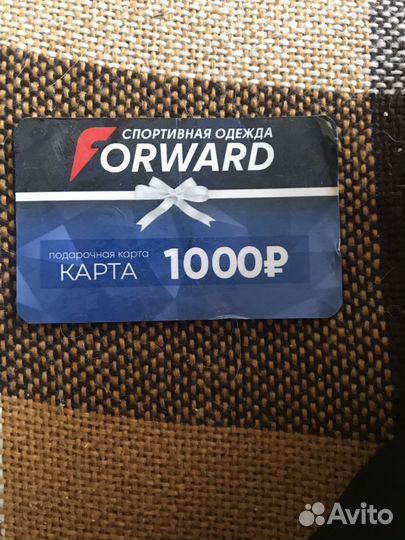 СПОРТИВНАЯ ОДЕЖДА
FORWARD
подарочная карта
КАРТА 1000₽
Avito